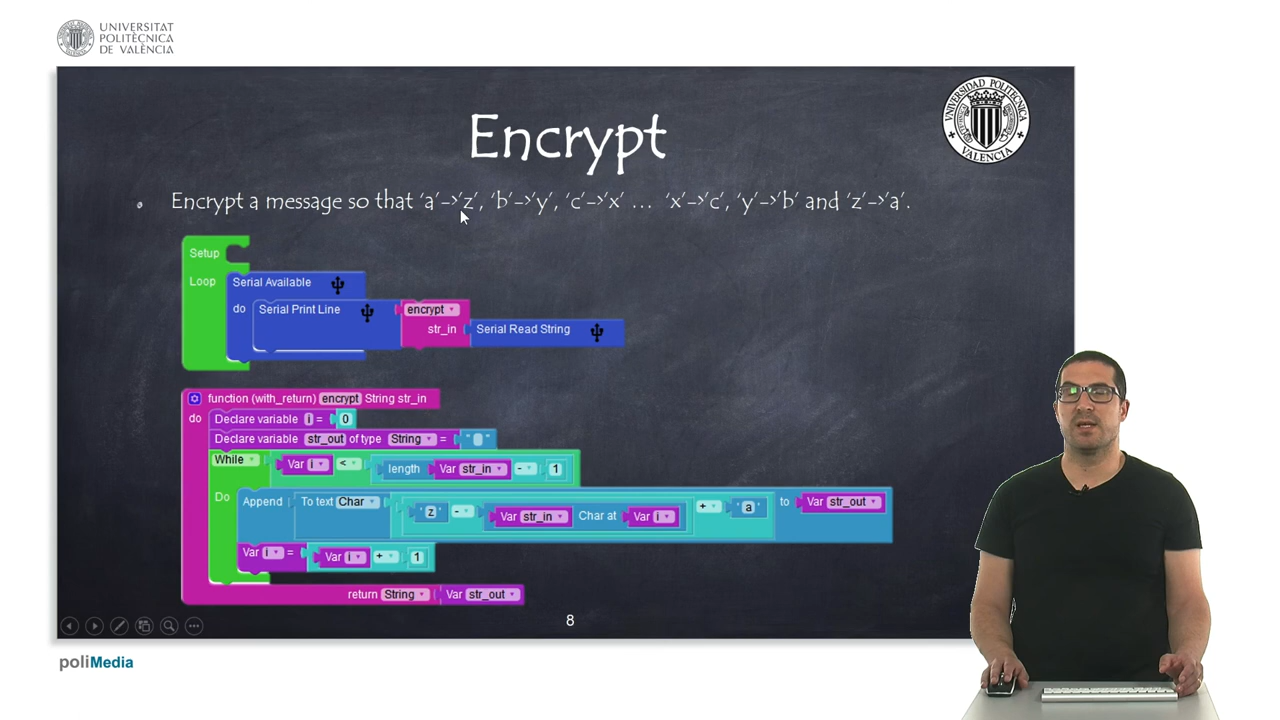 UNIVERSITAT
POLITÈCNICA
DE VALÈNCIA
UNIVERSIDAD POLITECNICA
VALENCIA
Encrypt
Encrypt a message so that ‘a’->’z’, ‘b’->’y’, ‘c’->’x’ … ‘x’->’c’, ‘y’->’b’ and ‘z’->’a’.
Setup
Loop Serial Available
do Serial Print Line encrypt
str_in Serial Read String
function (with_return) encrypt String str_in
do Declare variable i = 0
Declare variable str_out of type String = " "
While Var i < length Var str_in - 1
Do Append To text Char ‘ z ’ - Var str_in Char at Var i + ‘ a ’ to Var str_out
Var i = Var i + 1
return String Var str_out
8
poliMedia